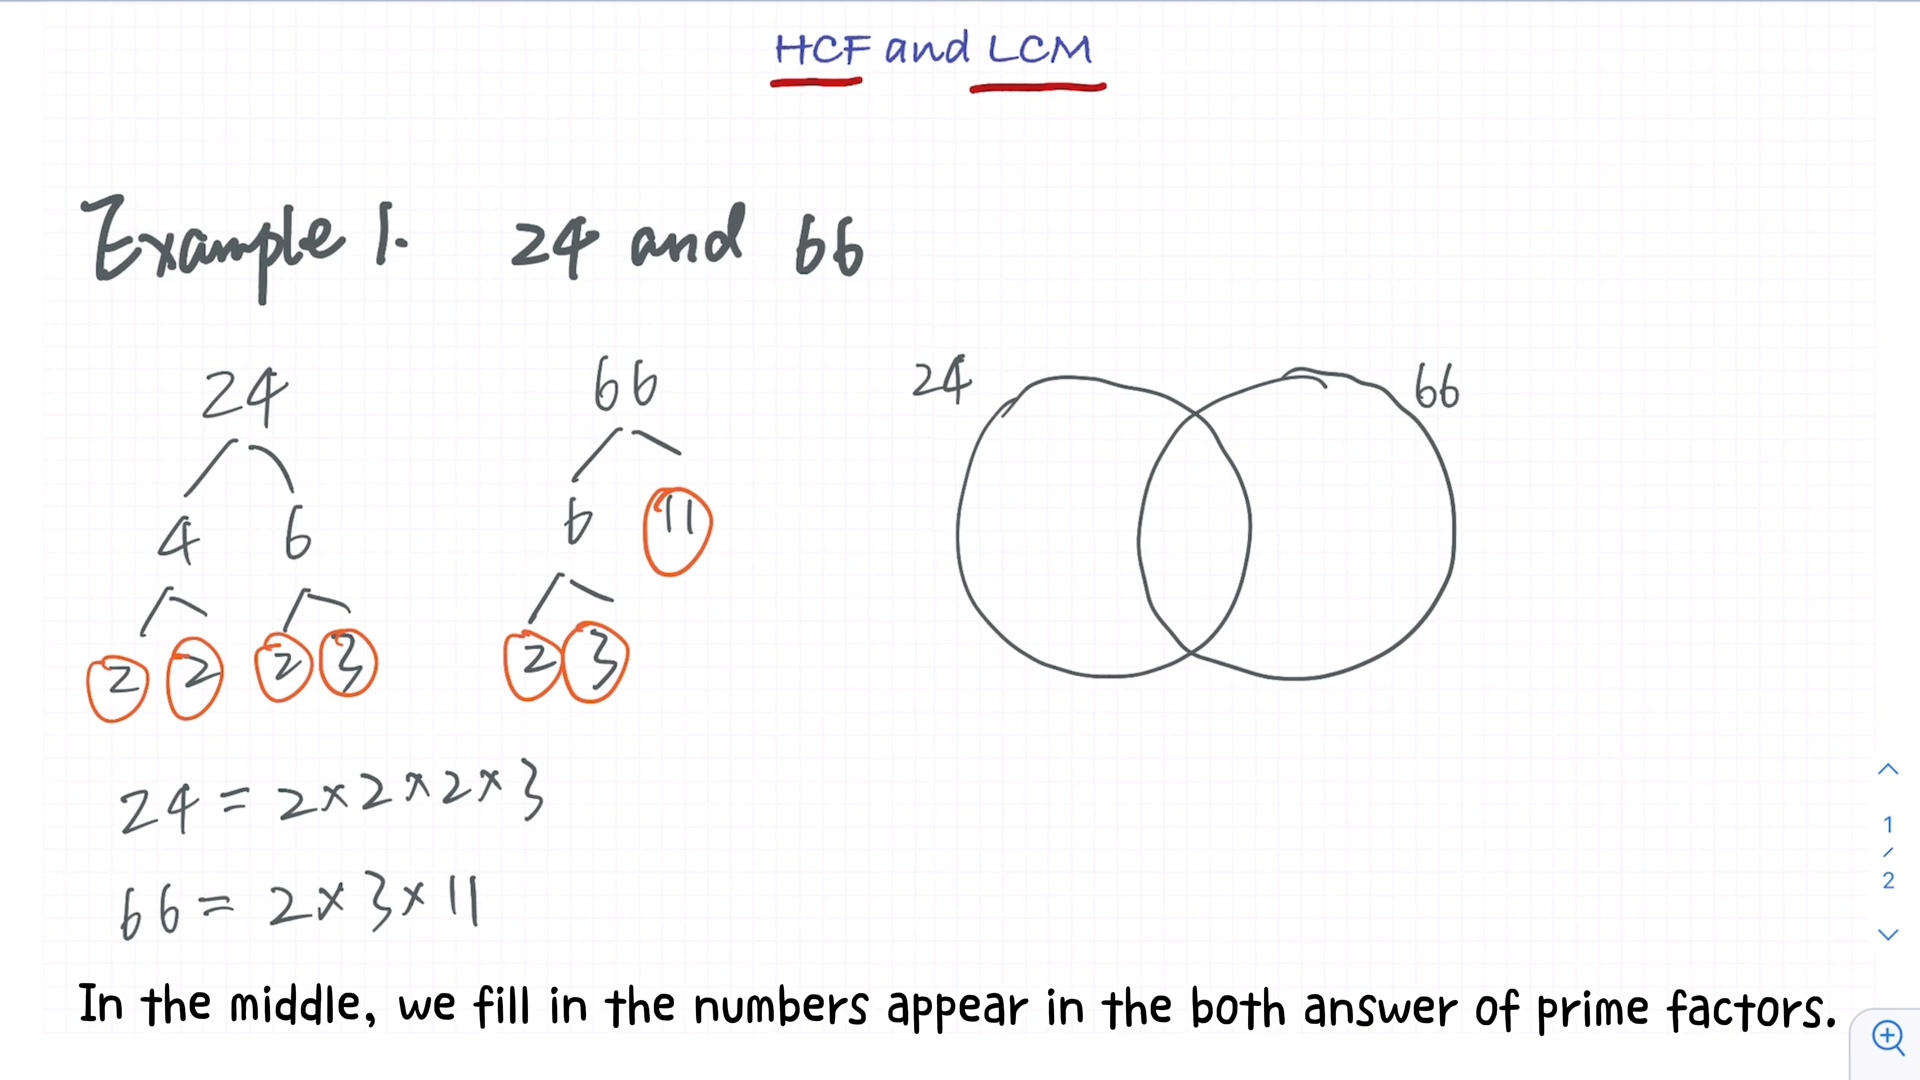 HCF and LCM
Example 1. 24 and 66
24 66
4 6 6 11
2 2 2 3 2 3
24 66
24 = 2 × 2 × 2 × 3
66 = 2 × 3 × 11
1
/
2
In the middle, we fill in the numbers appear in the both answer of prime factors.